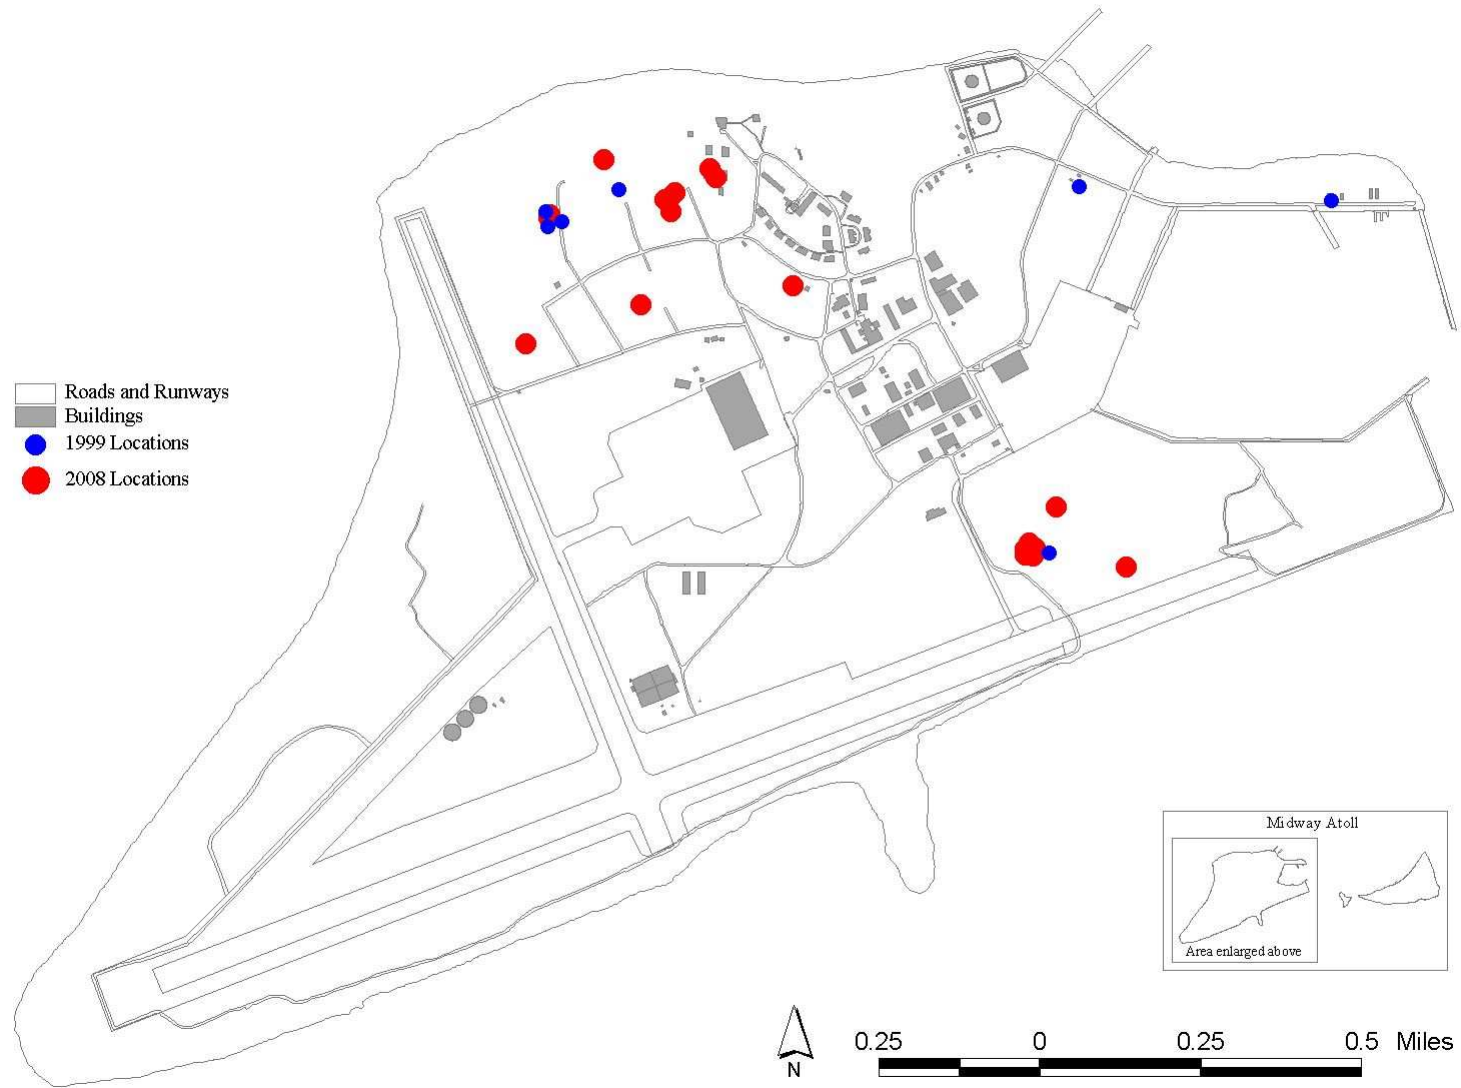 Roads and Runways
Buildings
1999 Locations
2008 Locations
Midway Atoll
Area enlarged above
N
0.25 0 0.25 0.5 Miles